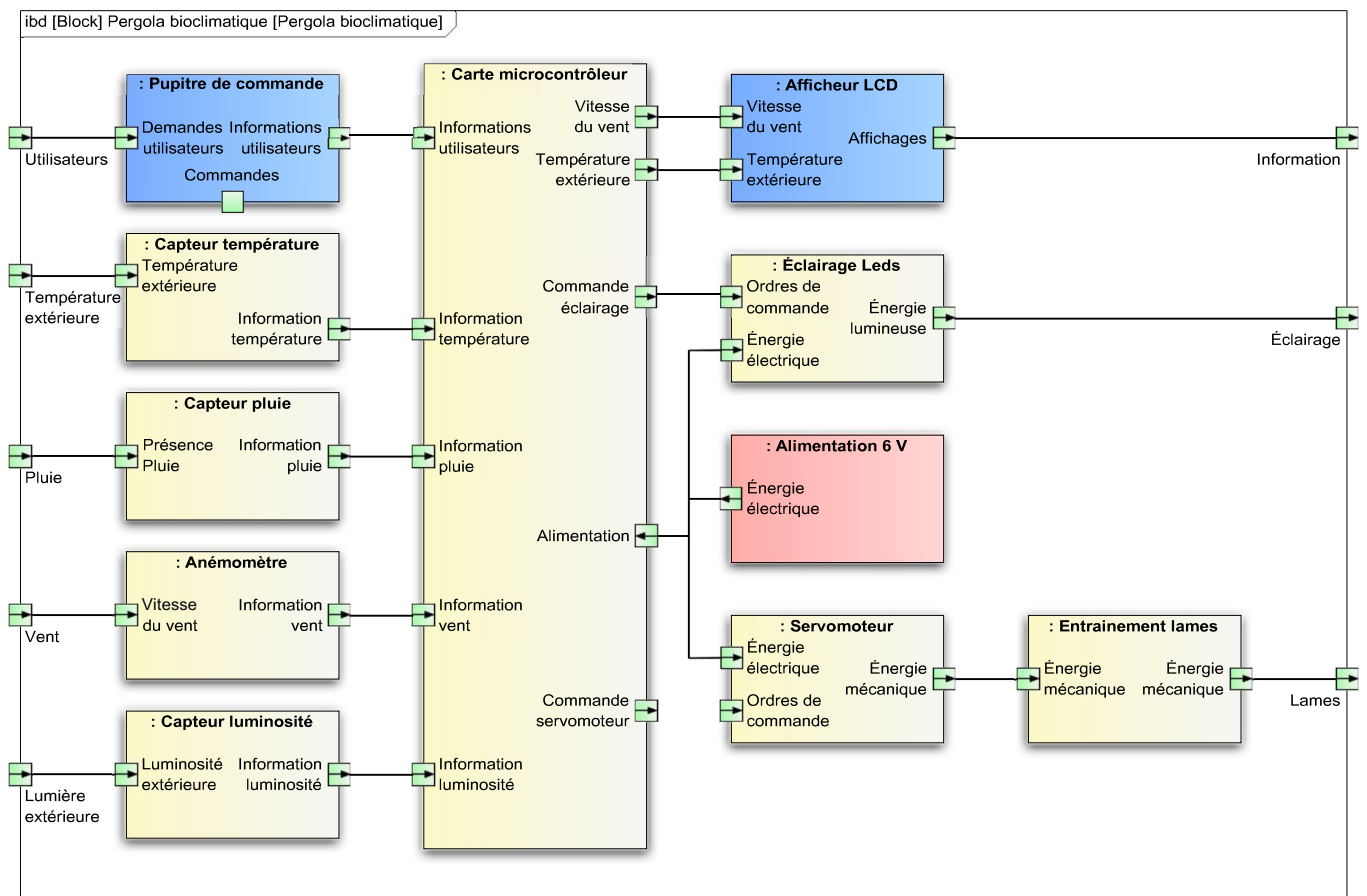 ibd [Block] Pergola bioclimatique [Pergola bioclimatique]
: Pupitre de commande
Demandes
utilisateurs
Informations
utilisateurs
Commandes
Utilisateurs
: Capteur température
Température
extérieure
Information
température
Température
extérieure
: Capteur pluie
Présence
Pluie
Information
pluie
Pluie
: Anémomètre
Vitesse
du vent
Information
vent
Vent
: Capteur luminosité
Luminosité
extérieure
Information
luminosité
Lumière
extérieure
: Carte microcontrôleur
Informations
utilisateurs
Information
température
Information
pluie
Information
vent
Information
luminosité
Vitesse
du vent
Température
extérieure
Commande
éclairage
Alimentation
Commande
servomoteur
: Afficheur LCD
Vitesse
du vent
Température
extérieure
Affichages
Information
: Éclairage Leds
Ordres de
commande
Énergie
électrique
Énergie
lumineuse
Éclairage
: Alimentation 6 V
Énergie
électrique
: Servomoteur
Énergie
électrique
Ordres de
commande
Énergie
mécanique
: Entrainement lames
Énergie
mécanique
Énergie
mécanique
Lames